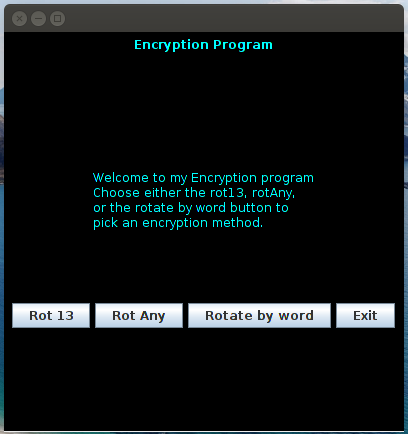 Encryption Program
Welcome to my Encryption program
Choose either the rot13, rotAny,
or the rotate by word button to
pick an encryption method.
Rot 13 Rot Any Rotate by word Exit